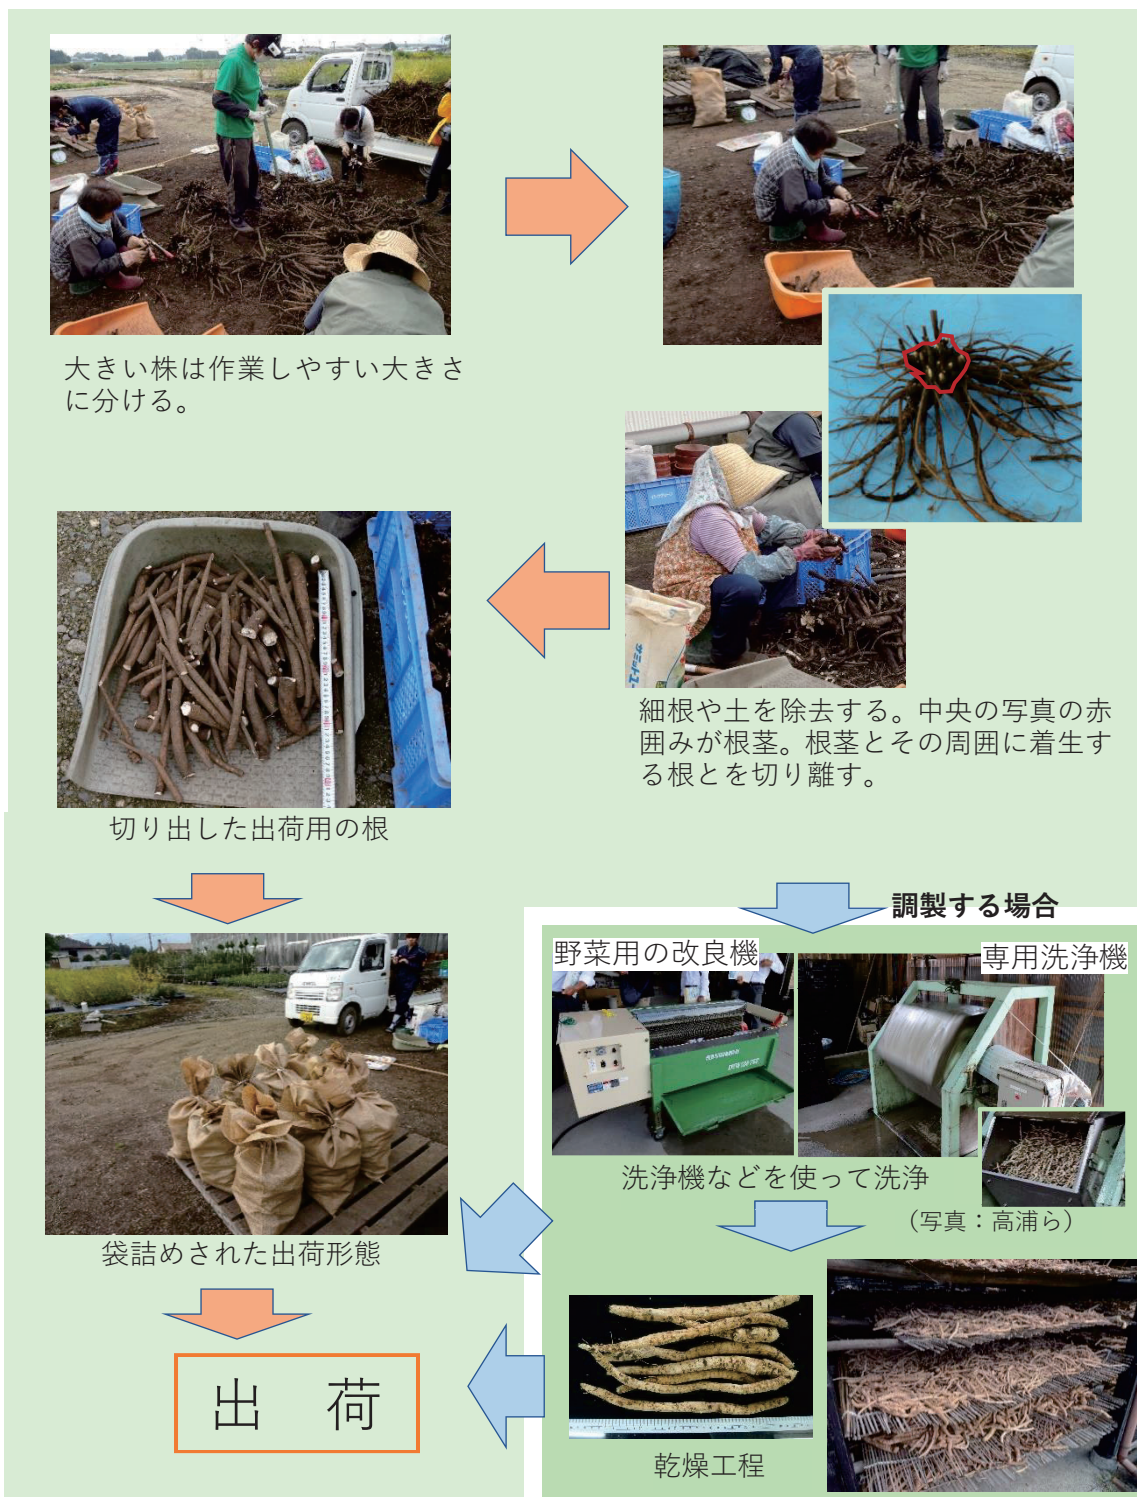 大きい株は作業しやすい大きさ
に分ける。
細根や土を除去する。中央の写真の赤
囲みが根茎。根茎とその周囲に着生す
る根とを切り離す。
切り出した出荷用の根
調製する場合
野菜用の改良機
専用洗浄機
洗浄機などを使って洗浄
（写真：高浦ら）
袋詰めされた出荷形態
出　荷
乾燥工程